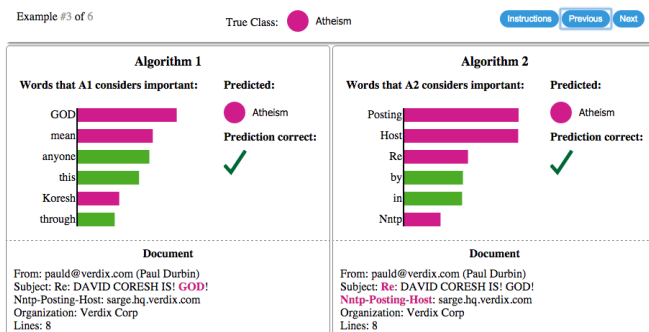 Example #3 of 6
True Class: Atheism
Instructions Previous Next
Algorithm 1
Words that A1 considers important:
Predicted:
GOD
mean
anyone
this
Koresh
through
Atheism
Prediction correct:
Document
From: pauld@verdix.com (Paul Durbin)
Subject: Re: DAVID CORESH IS! GOD!
Nntp-Posting-Host: sarge.hq.verdix.com
Organization: Verdix Corp
Lines: 8
Algorithm 2
Words that A2 considers important:
Predicted:
Posting
Host
Re
by
in
Nntp
Atheism
Prediction correct:
Document
From: pauld@verdix.com (Paul Durbin)
Subject: Re: DAVID CORESH IS! GOD!
Nntp-Posting-Host: sarge.hq.verdix.com
Organization: Verdix Corp
Lines: 8